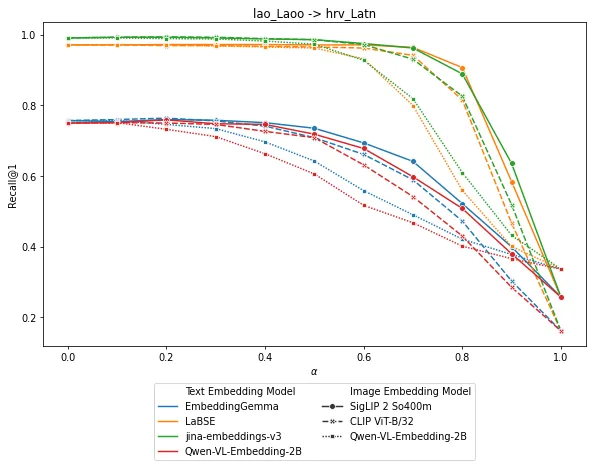 lao_Laoo -> hrv_Latn
Recall@1
1.0
0.8
0.6
0.4
0.2
0.0 0.2 0.4 0.6 0.8 1.0
α
Text Embedding Model Image Embedding Model
EmbeddingGemma SigLIP 2 So400m
LaBSE CLIP ViT-B/32
jina-embeddings-v3 Qwen-VL-Embedding-2B
Qwen-VL-Embedding-2B